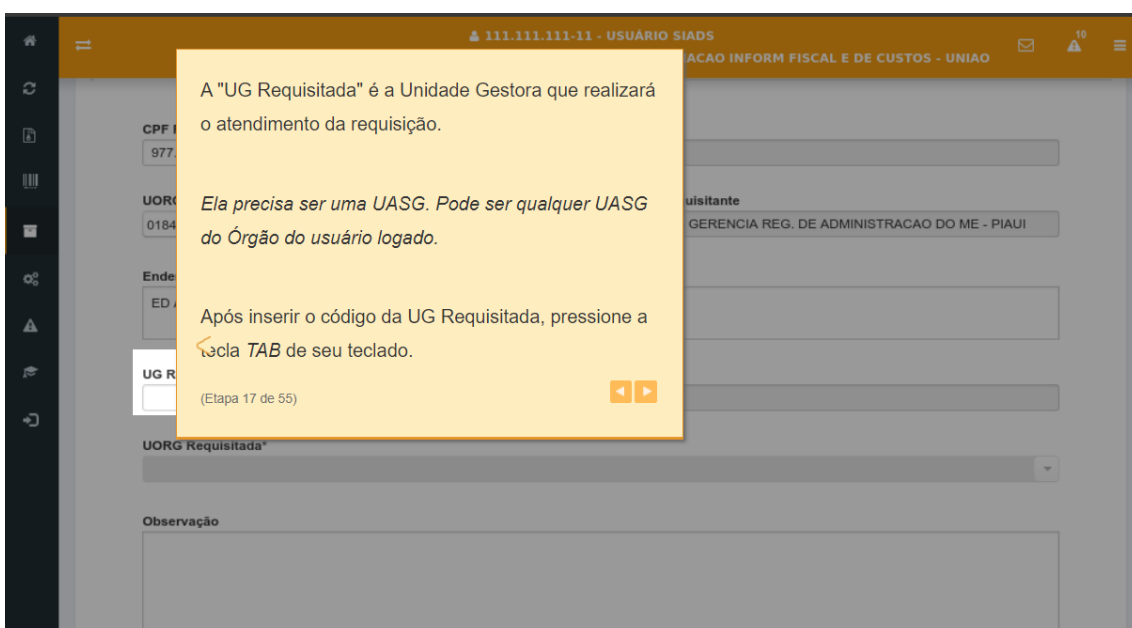 111.111.111-11 - USUÁRIO SIADS
10
ACAO INFORM FISCAL E DE CUSTOS - UNIAO
A "UG Requisitada" é a Unidade Gestora que realizará
o atendimento da requisição.
CPF
977.
Ela precisa ser uma UASG. Pode ser qualquer UASG
do Órgão do usuário logado.
UORG
uisitante
0184
GERENCIA REG. DE ADMINISTRACAO DO ME - PIAUI
Ende
ED
Após inserir o código da UG Requisitada, pressione a
tecla TAB de seu teclado.
UG R
(Etapa 17 de 55)
UORG Requisitada*
Observação